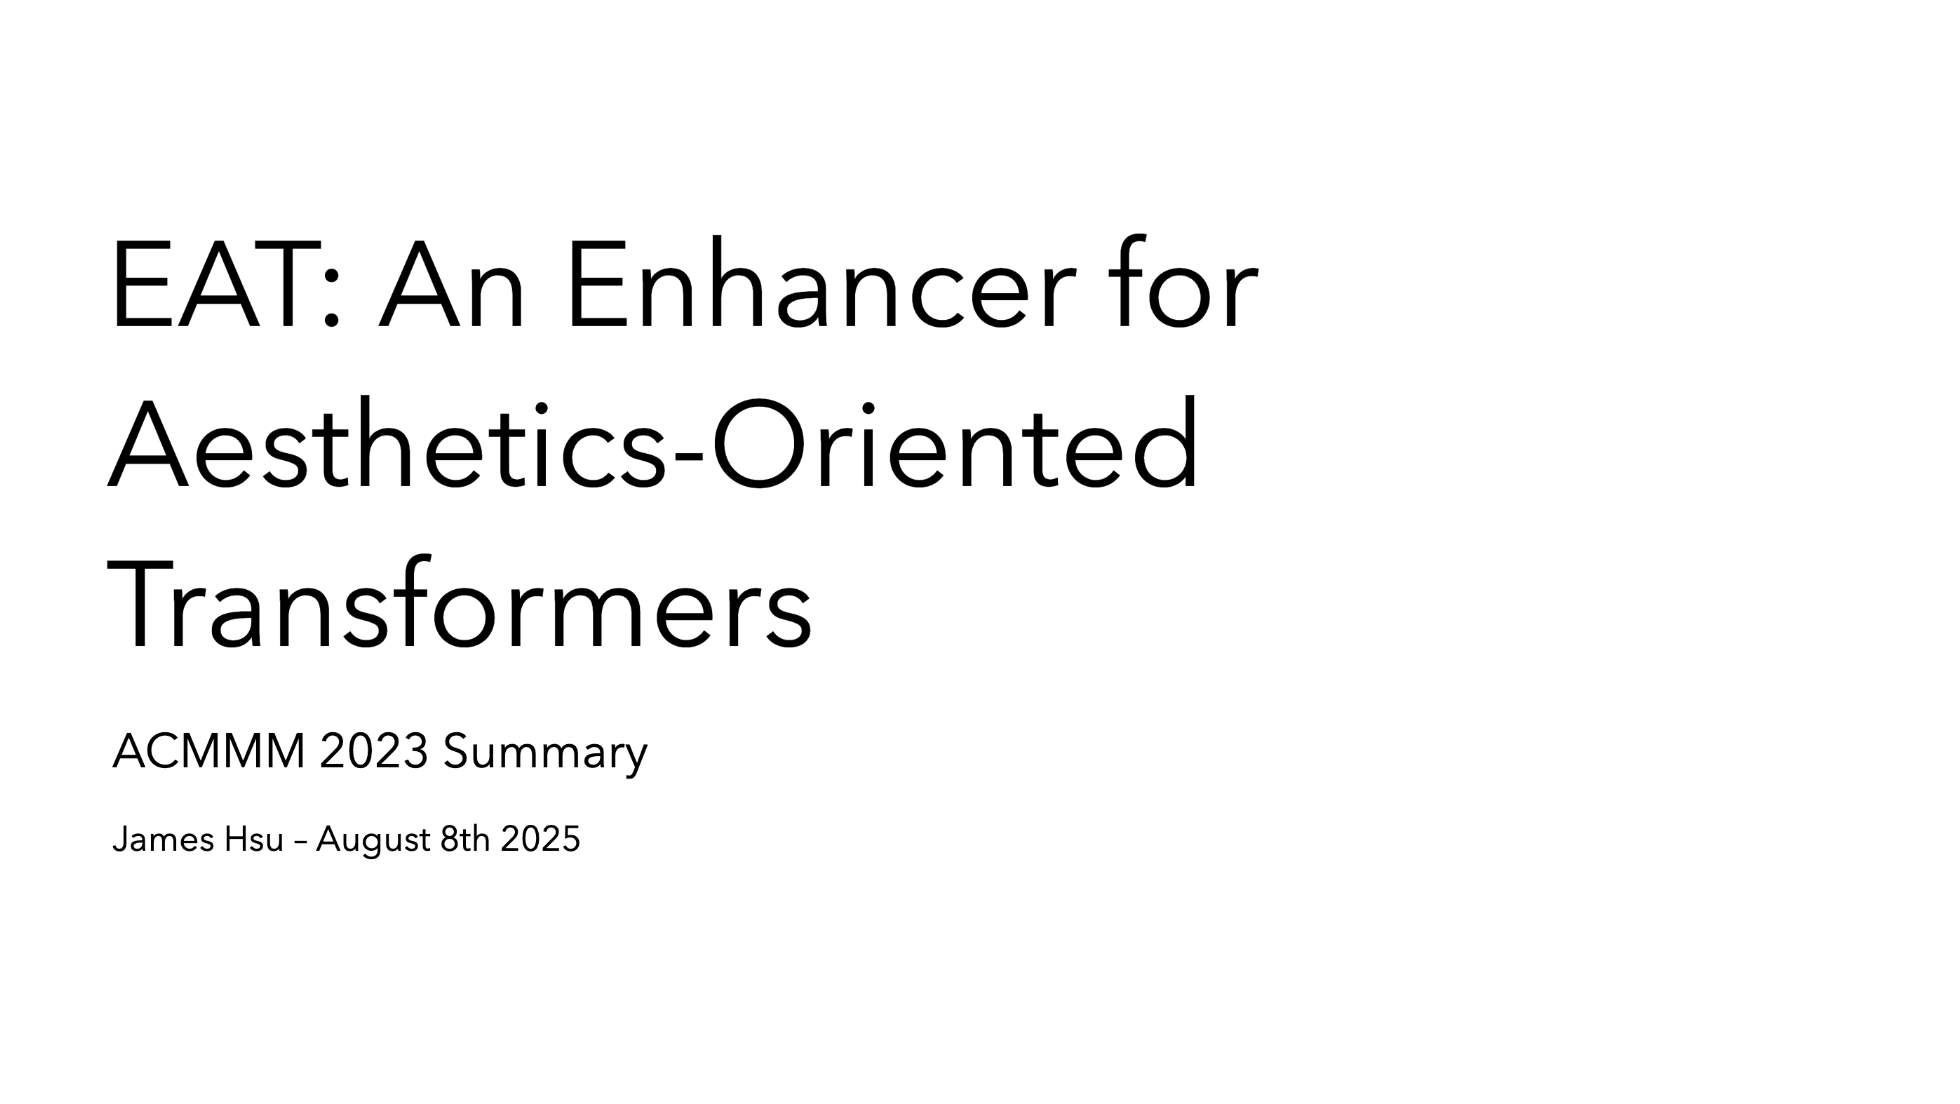 EAT: An Enhancer for
Aesthetics-Oriented
Transformers
ACMMM 2023 Summary
James Hsu – August 8th 2025